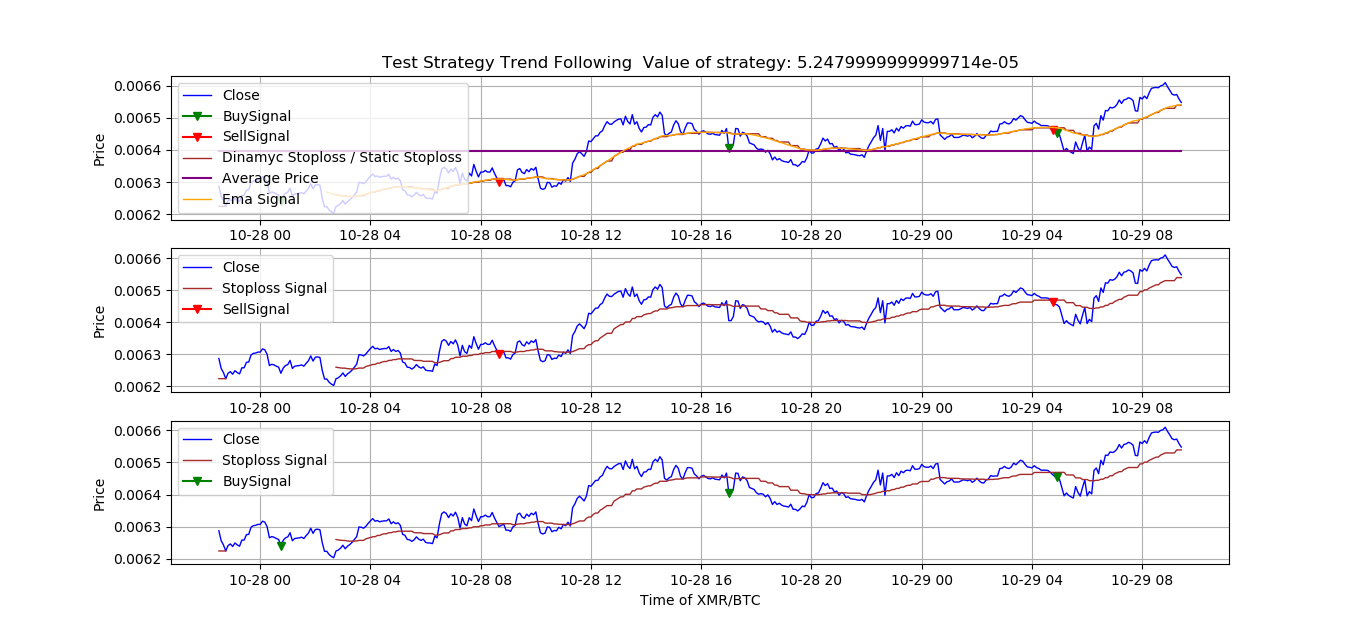 Test Strategy Trend Following  Value of strategy: 5.2479999999999714e-05
0.0066
0.0065
0.0064
0.0063
0.0062
Price
Close
BuySignal
SellSignal
Dinamyc Stoploss / Static Stoploss
Average Price
Ema Signal
10-28 00 10-28 04 10-28 08 10-28 12 10-28 16 10-28 20 10-29 00 10-29 04 10-29 08
0.0066
0.0065
0.0064
0.0063
0.0062
Price
Close
Stoploss Signal
SellSignal
10-28 00 10-28 04 10-28 08 10-28 12 10-28 16 10-28 20 10-29 00 10-29 04 10-29 08
0.0066
0.0065
0.0064
0.0063
0.0062
Price
Close
Stoploss Signal
BuySignal
10-28 00 10-28 04 10-28 08 10-28 12 10-28 16 10-28 20 10-29 00 10-29 04 10-29 08
Time of XMR/BTC